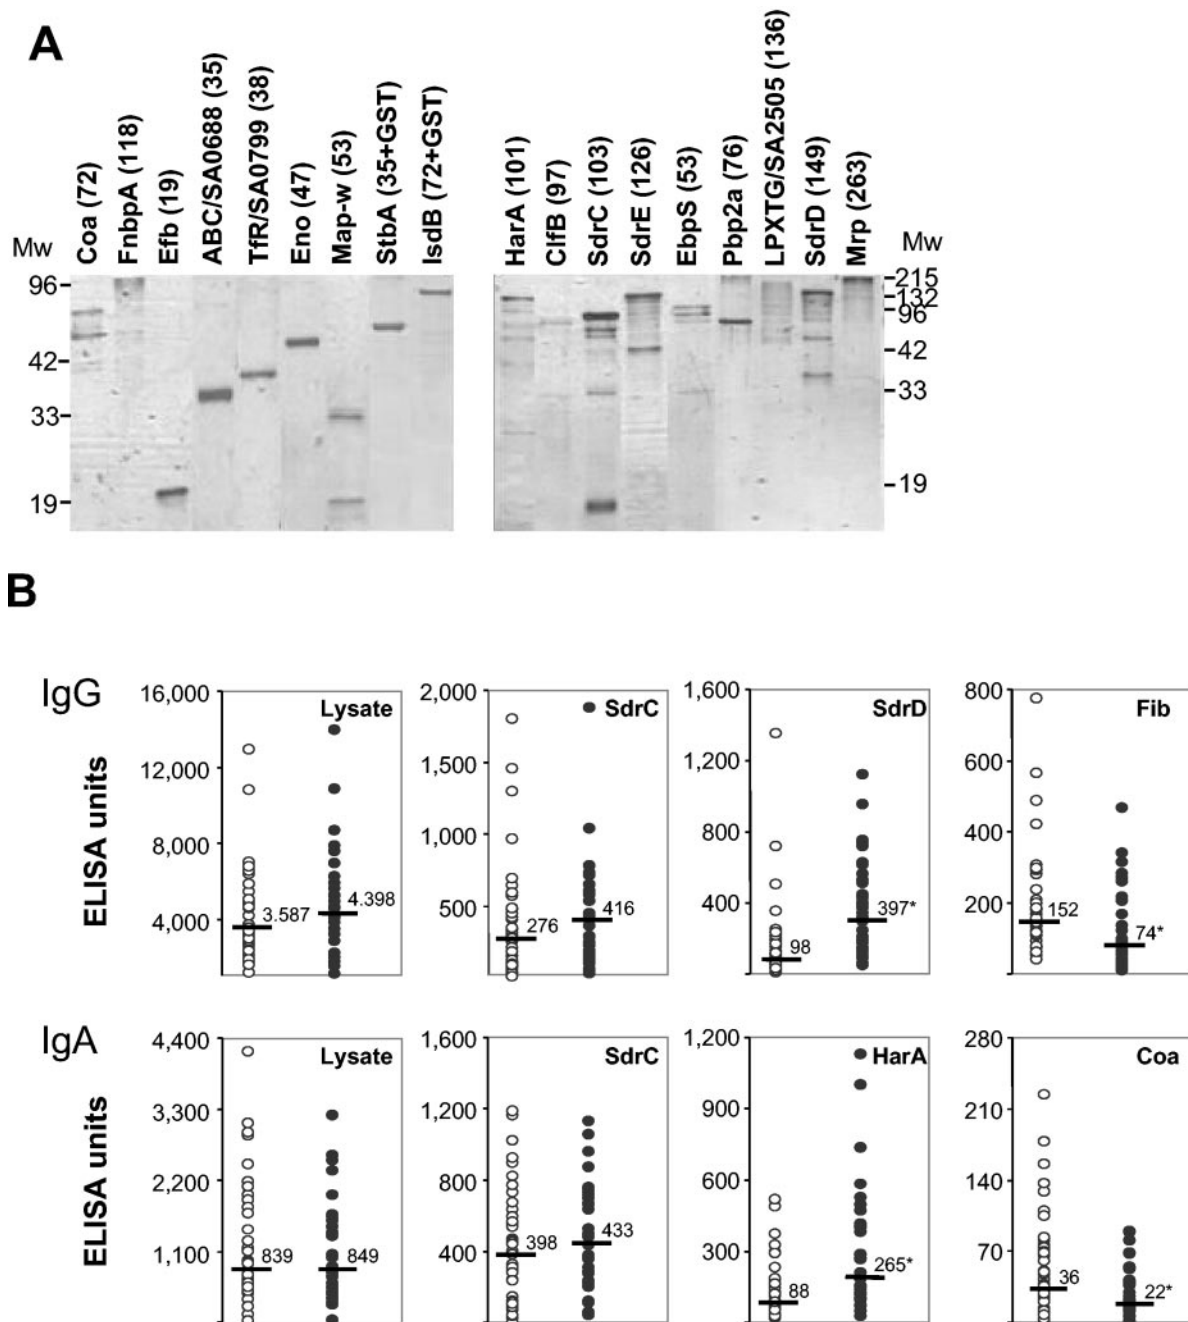 A
Coa (72)
FnbpA (118)
Efb (19)
ABC/SA0688 (35)
TfR/SA0799 (38)
Eno (47)
Map-w (53)
StbA (35+GST)
IsdB (72+GST)
HarA (101)
ClfB (97)
SdrC (103)
SdrE (126)
EbpS (53)
Pbp2a (76)
LPXTG/SA2505 (136)
SdrD (149)
Mrp (263)
Mw
96
42
33
19
Mw
215
132
96
42
33
19
B
IgG
ELISA units
16,000
12,000
8,000
4,000
Lysate
3.587
4.398
2,000
1,500
1,000
500
SdrC
276
416
1,600
1,200
800
400
SdrD
98
397*
800
600
400
200
Fib
152
74*
IgA
ELISA units
4,400
3,300
2,200
1,100
Lysate
839
849
1,600
1,200
800
400
SdrC
398
433
1,200
900
600
300
HarA
88
265*
280
210
140
70
Coa
36
22*